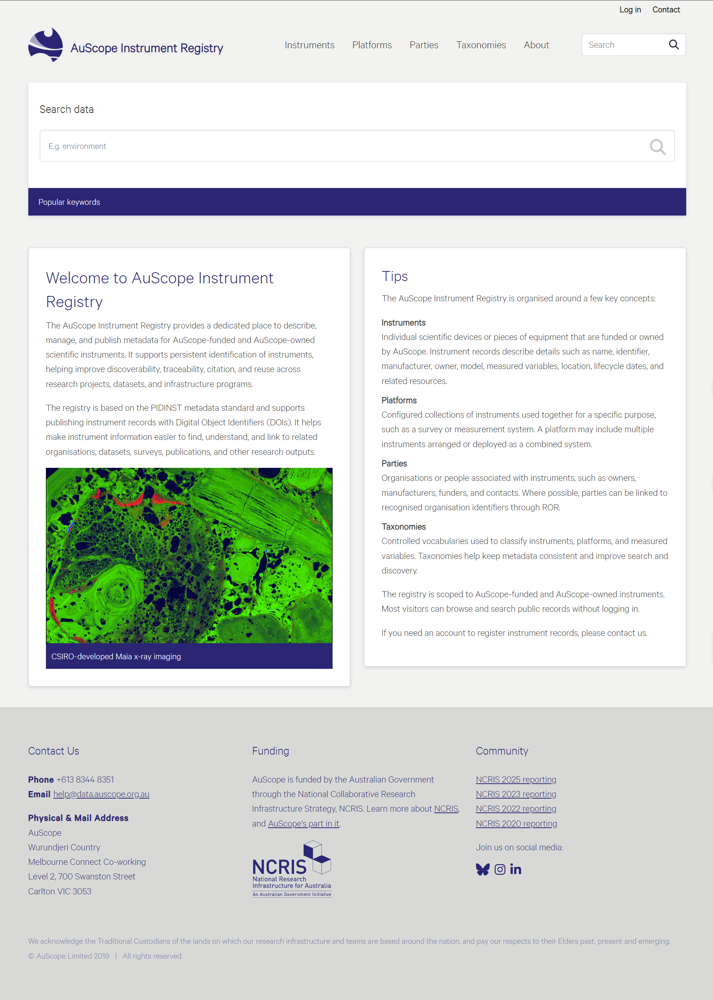 Log in Contact
AuScope Instrument Registry
Instruments Platforms Parties Taxonomies About
Search
Search data
E.g. environment
Popular keywords
Welcome to AuScope Instrument
Registry
The AuScope Instrument Registry provides a dedicated place to describe,
manage, and publish metadata for AuScope-funded and AuScope-owned
scientific instruments. It supports persistent identification of instruments,
helping improve discoverability, traceability, citation, and reuse across
research projects, datasets, and infrastructure programs.
The registry is based on the PIDINST metadata standard and supports
publishing instrument records with Digital Object Identifiers (DOIs). It helps
make instrument information easier to find, understand, and link to related
organisations, datasets, surveys, publications, and other research outputs.
CSIRO-developed Maia x-ray imaging
Tips
The AuScope Instrument Registry is organised around a few key concepts:
Instruments
Individual scientific devices or pieces of equipment that are funded or owned
by AuScope. Instrument records describe details such as name, identifier,
manufacturer, owner, model, measured variables, location, lifecycle dates, and
related resources.
Platforms
Configured collections of instruments used together for a specific purpose,
such as a survey or measurement system. A platform may include multiple
instruments arranged or deployed as a combined system.
Parties
Organisations or people associated with instruments, such as owners,
manufacturers, funders, and contacts. Where possible, parties can be linked to
recognised organisation identifiers through ROR.
Taxonomies
Controlled vocabularies used to classify instruments, platforms, and measured
variables. Taxonomies help keep metadata consistent and improve search and
discovery.
The registry is scoped to AuScope-funded and AuScope-owned instruments.
Most visitors can browse and search public records without logging in.
If you need an account to register instrument records, please contact us.
Contact Us
Phone +613 8344 8351
Email help@data.auscope.org.au
Physical & Mail Address
AuScope
Wurundjeri Country
Melbourne Connect Co-working
Level 2, 700 Swanston Street
Carlton VIC 3053
Funding
AuScope is funded by the Australian Government
through the National Collaborative Research
Infrastructure Strategy, NCRIS. Learn more about NCRIS,
and AuScope's part in it.
NCRIS
National Research
Infrastructure for Australia
An Australian Government Initiative
Community
NCRIS 2025 reporting
NCRIS 2023 reporting
NCRIS 2022 reporting
NCRIS 2020 reporting
Join us on social media:
We acknowledge the Traditional Custodians of the lands on which our research infrastructure and teams are based around the nation, and pay our respects to their Elders past, present and emerging.
© AuScope Limited 2019 | All rights reserved